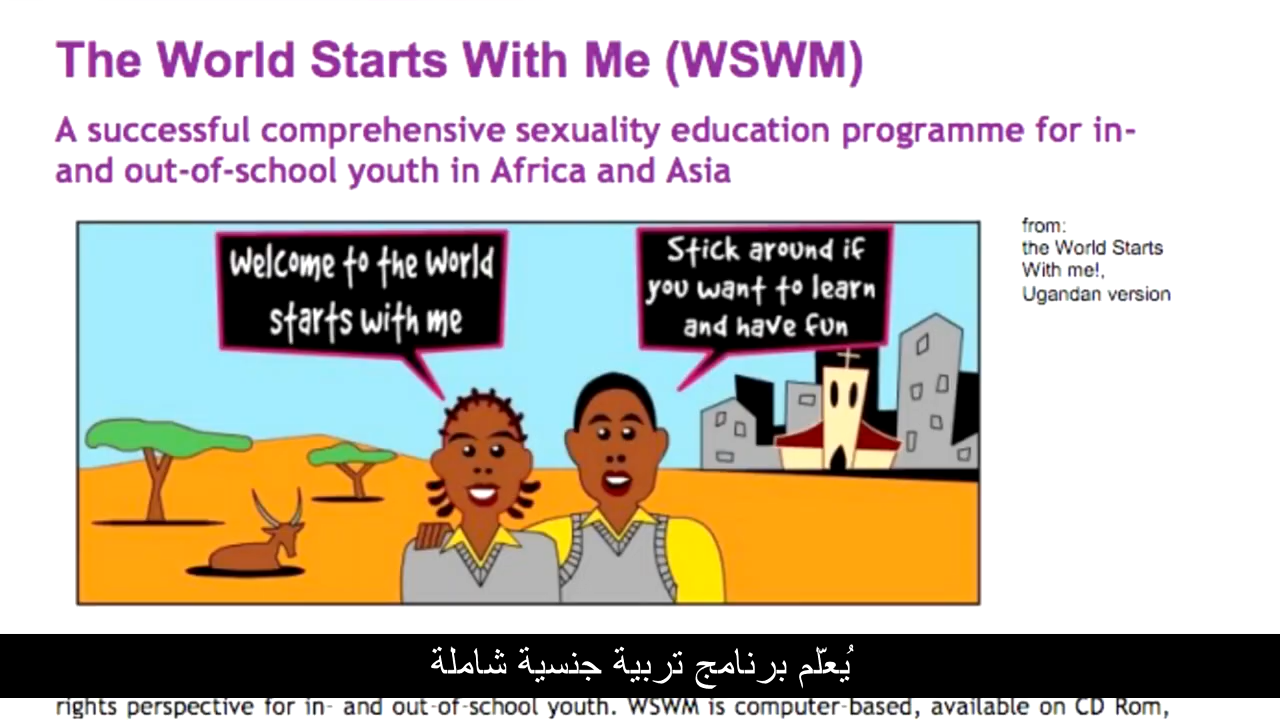 The World Starts With Me (WSWM)
A successful comprehensive sexuality education programme for in-
and out-of-school youth in Africa and Asia
Welcome to the World
starts with me
Stick around if
you want to learn
and have fun
from:
the World Starts
With me!,
Ugandan version
يُعلّم برنامج تربية جنسية شاملة
rights perspective for in- and out-of-school youth. WSWM is computer-based, available on CD Rom,